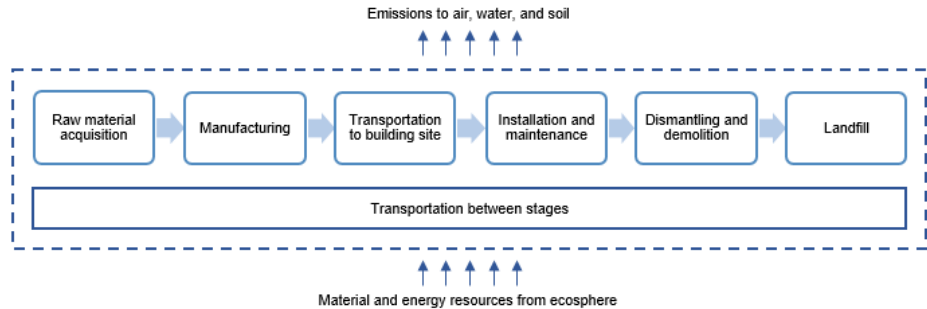 Emissions to air, water, and soil
Raw material
acquisition
Manufacturing
Transportation
to building site
Installation and
maintenance
Dismantling and
demolition
Landfill
Transportation between stages
Material and energy resources from ecosphere